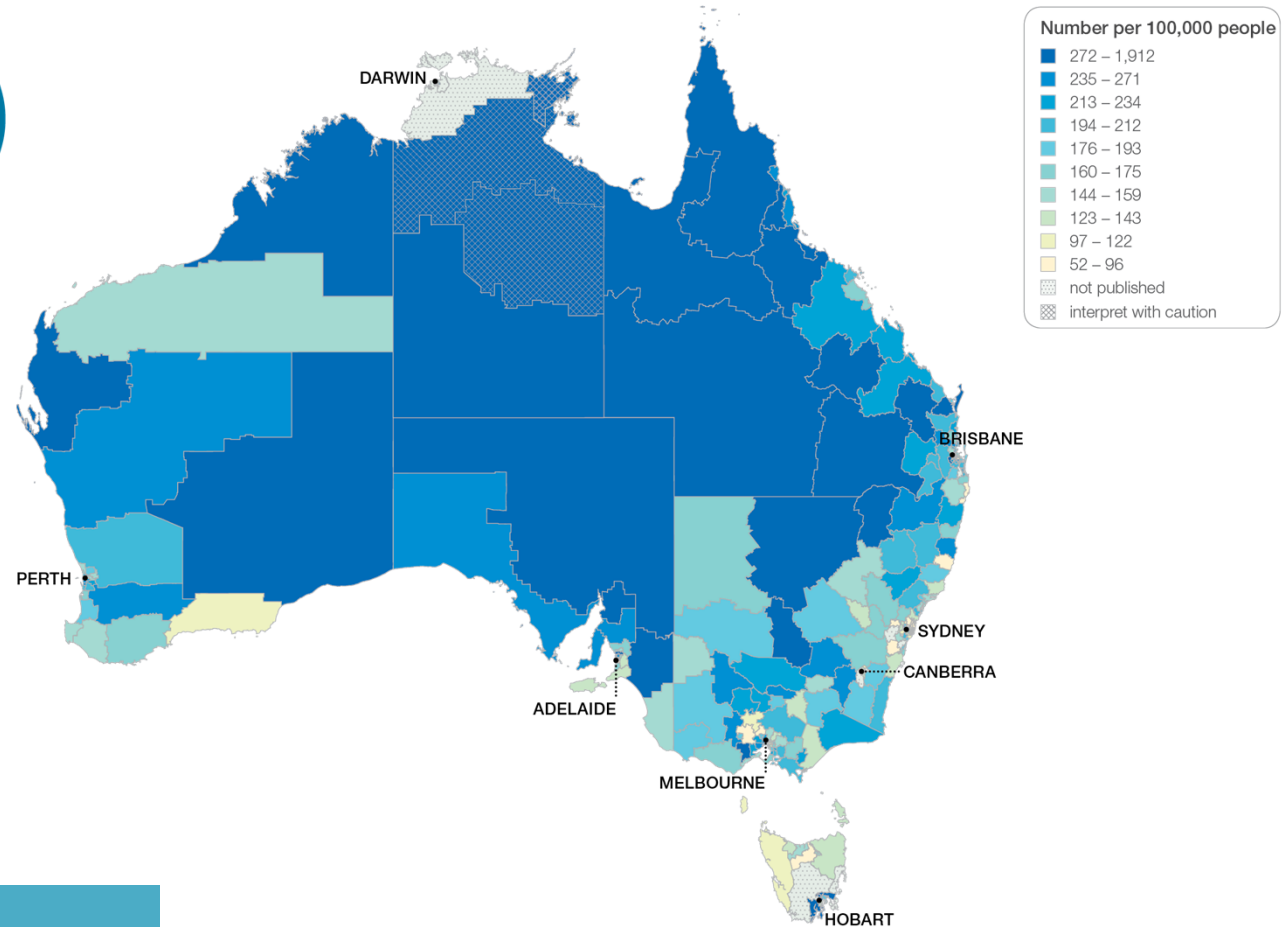 Number per 100,000 people
272 – 1,912
235 – 271
213 – 234
194 – 212
176 – 193
160 – 175
144 – 159
123 – 143
97 – 122
52 – 96
not published
interpret with caution
DARWIN
BRISBANE
PERTH
SYDNEY
CANBERRA
ADELAIDE
MELBOURNE
HOBART